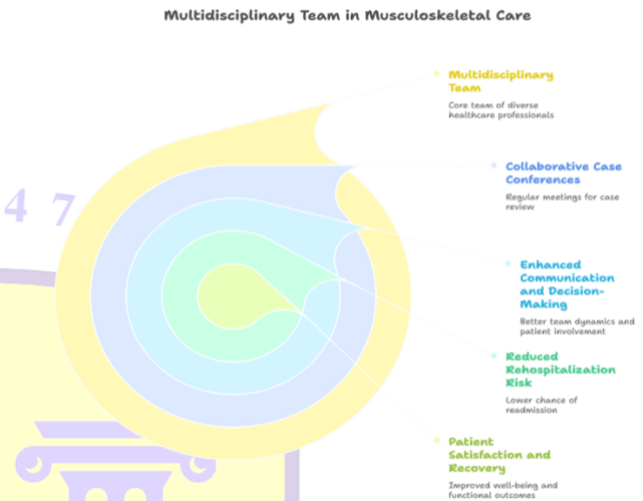 Multidisciplinary Team in Musculoskeletal Care
Multidisciplinary
Team
Core team of diverse
healthcare professionals
Collaborative Case
Conferences
Regular meetings for case
review
4 7
Enhanced
Communication
and Decision-
Making
Better team dynamics and
patient involvement
Reduced
Rehospitalization
Risk
Lower chance of
readmission
Patient
Satisfaction and
Recovery
Improved well-being and
functional outcomes